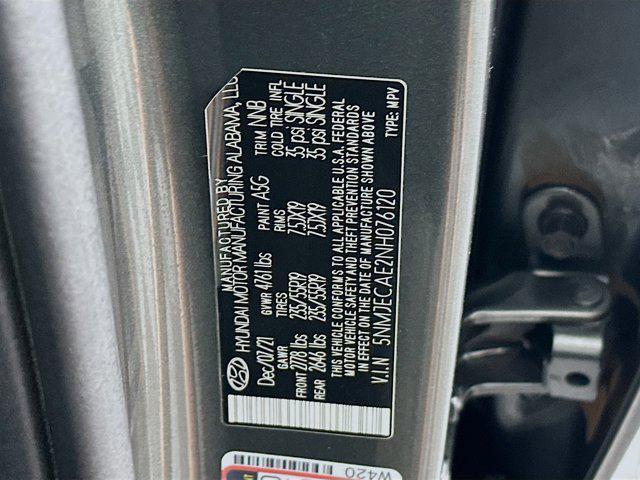 MANUFACTURED BY
HYUNDAI MOTOR MANUFACTURING ALABAMA, LLC
Dec/07/21 GVWR 4761 lbs PAINT A5G TRIM NNB
GAWR TIRES RIMS COLD TIRE INFL
FRONT 2778 lbs 235/55R19 7.5JX19 35 psi SINGLE
REAR 2646 lbs 235/55R19 7.5JX19 35 psi SINGLE
THIS VEHICLE CONFORMS TO ALL APPLICABLE U.S.A. FEDERAL
MOTOR VEHICLE SAFETY AND THEFT PREVENTION STANDARDS
IN EFFECT ON THE DATE OF MANUFACTURE SHOWN ABOVE
V.I.N 5NMJECAE2NH076120 TYPE: MPV
W420